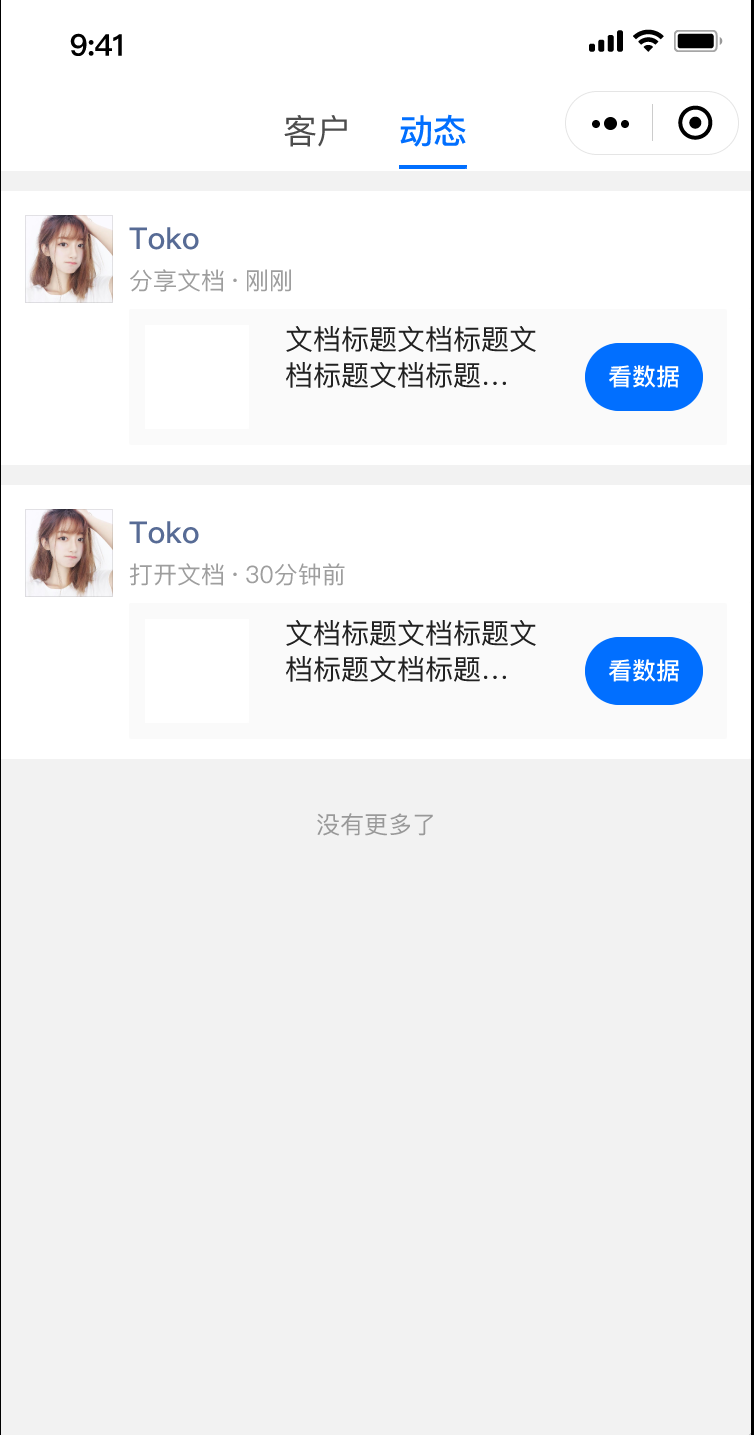 9:41
客户 动态
Toko
分享文档 · 刚刚
文档标题文档标题文
档标题文档标题...
看数据
Toko
打开文档 · 30分钟前
文档标题文档标题文
档标题文档标题...
看数据
没有更多了